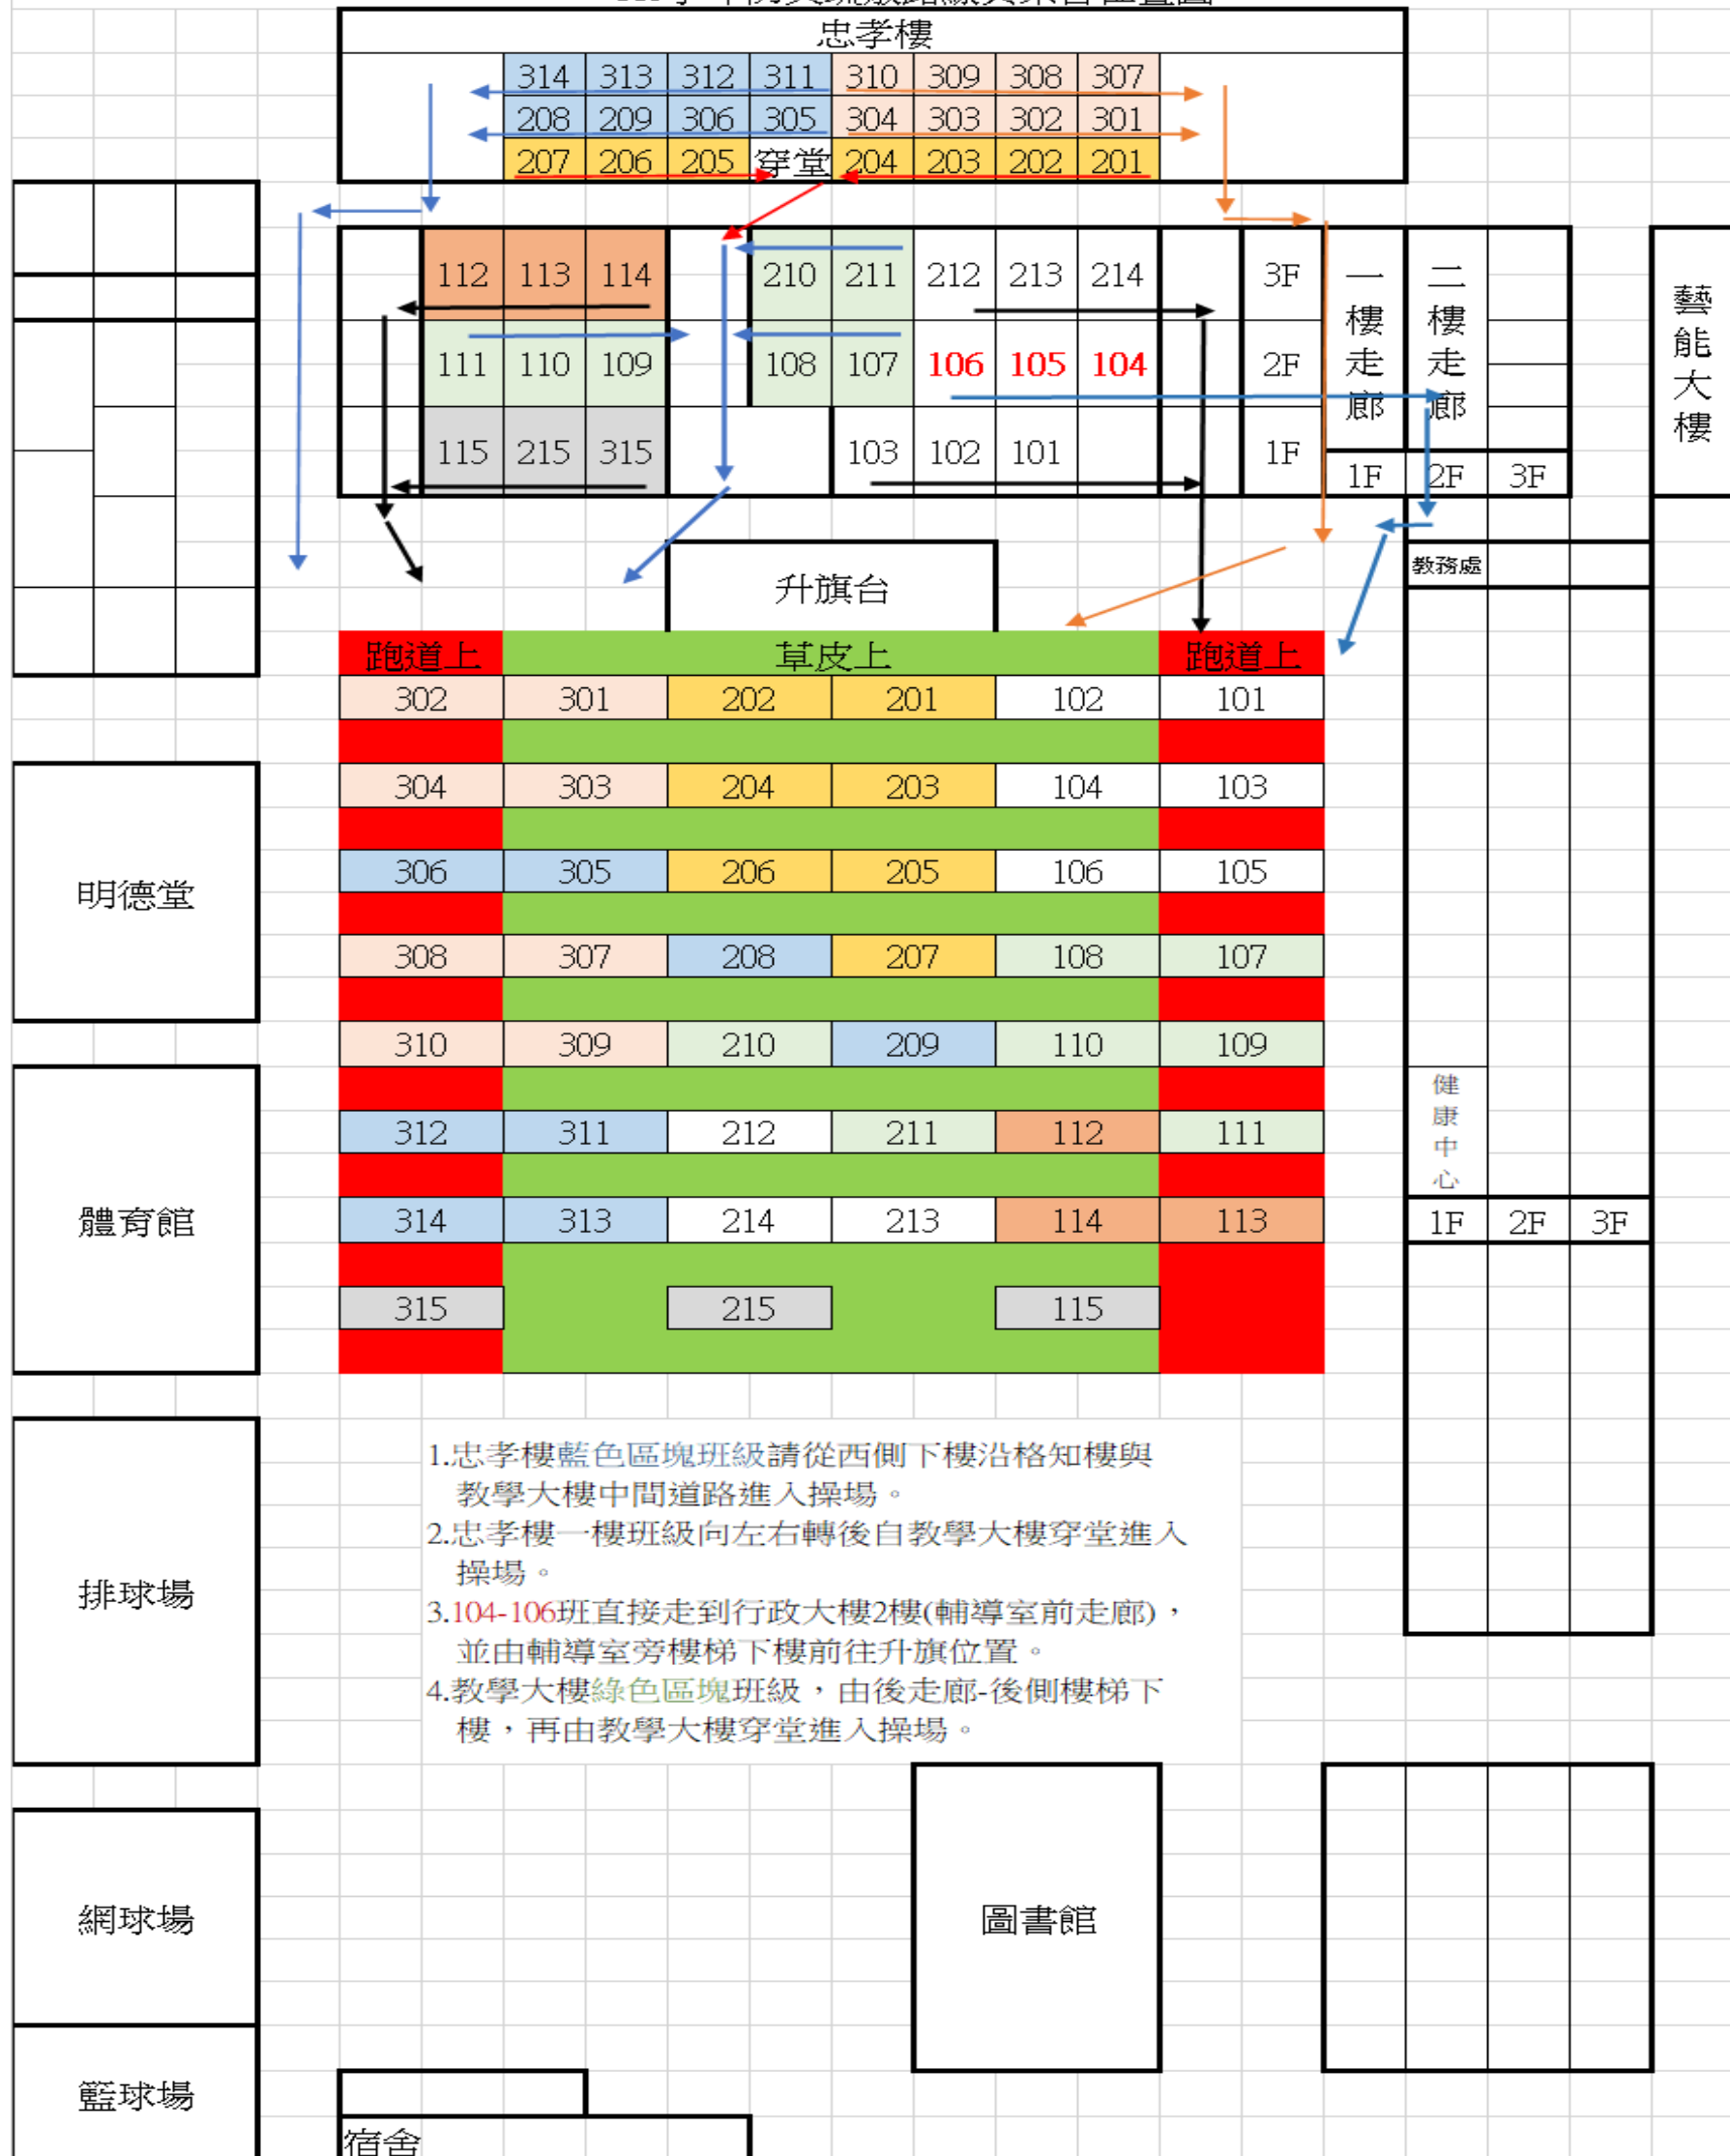 忠孝樓
314 313 312 311 310 309 308 307
208 209 306 305 304 303 302 301
207 206 205 穿堂 204 203 202 201
112 113 114 210 211 212 213 214 3F
111 110 109 108 107 106 105 104 2F
115 215 315 103 102 101 1F
一樓走廊
二樓走廊
1F 2F 3F
藝能大樓
教務處
升旗台
跑道上 草皮上 跑道上
302 301 202 201 102 101
304 303 204 203 104 103
306 305 206 205 106 105
308 307 208 207 108 107
310 309 210 209 110 109
312 311 212 211 112 111
314 313 214 213 114 113
315 215 115
健康中心
1F 2F 3F
明德堂
體育館
排球場
網球場
籃球場
1.忠孝樓藍色區塊班級請從西側下樓沿格知樓與
教學大樓中間道路進入操場。
2.忠孝樓一樓班級向左右轉後自教學大樓穿堂進入
操場。
3.104-106班直接走到行政大樓2樓(輔導室前走廊)，
並由輔導室旁樓梯下樓前往升旗位置。
4.教學大樓綠色區塊班級，由後走廊-後側樓梯下
樓，再由教學大樓穿堂進入操場。
圖書館
宿舍